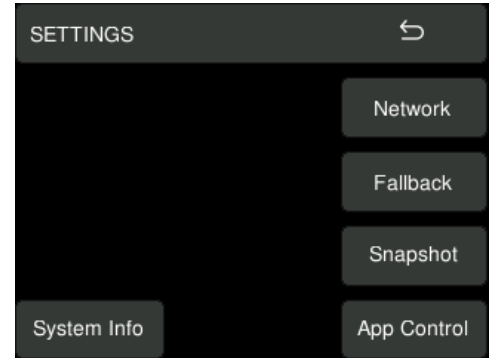 SETTINGS
Network
Fallback
Snapshot
System Info
App Control